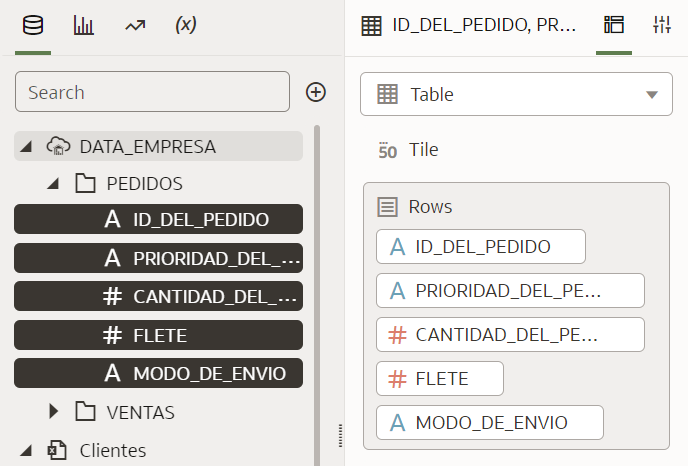 (x)
Search
DATA_EMPRESA
PEDIDOS
A ID_DEL_PEDIDO
A PRIORIDAD_DEL_...
# CANTIDAD_DEL_...
# FLETE
A MODO_DE_ENVIO
VENTAS
X Clientes
ID_DEL_PEDIDO, PR...
Table
50 Tile
Rows
A ID_DEL_PEDIDO
A PRIORIDAD_DEL_PE...
# CANTIDAD_DEL_PE...
# FLETE
A MODO_DE_ENVIO